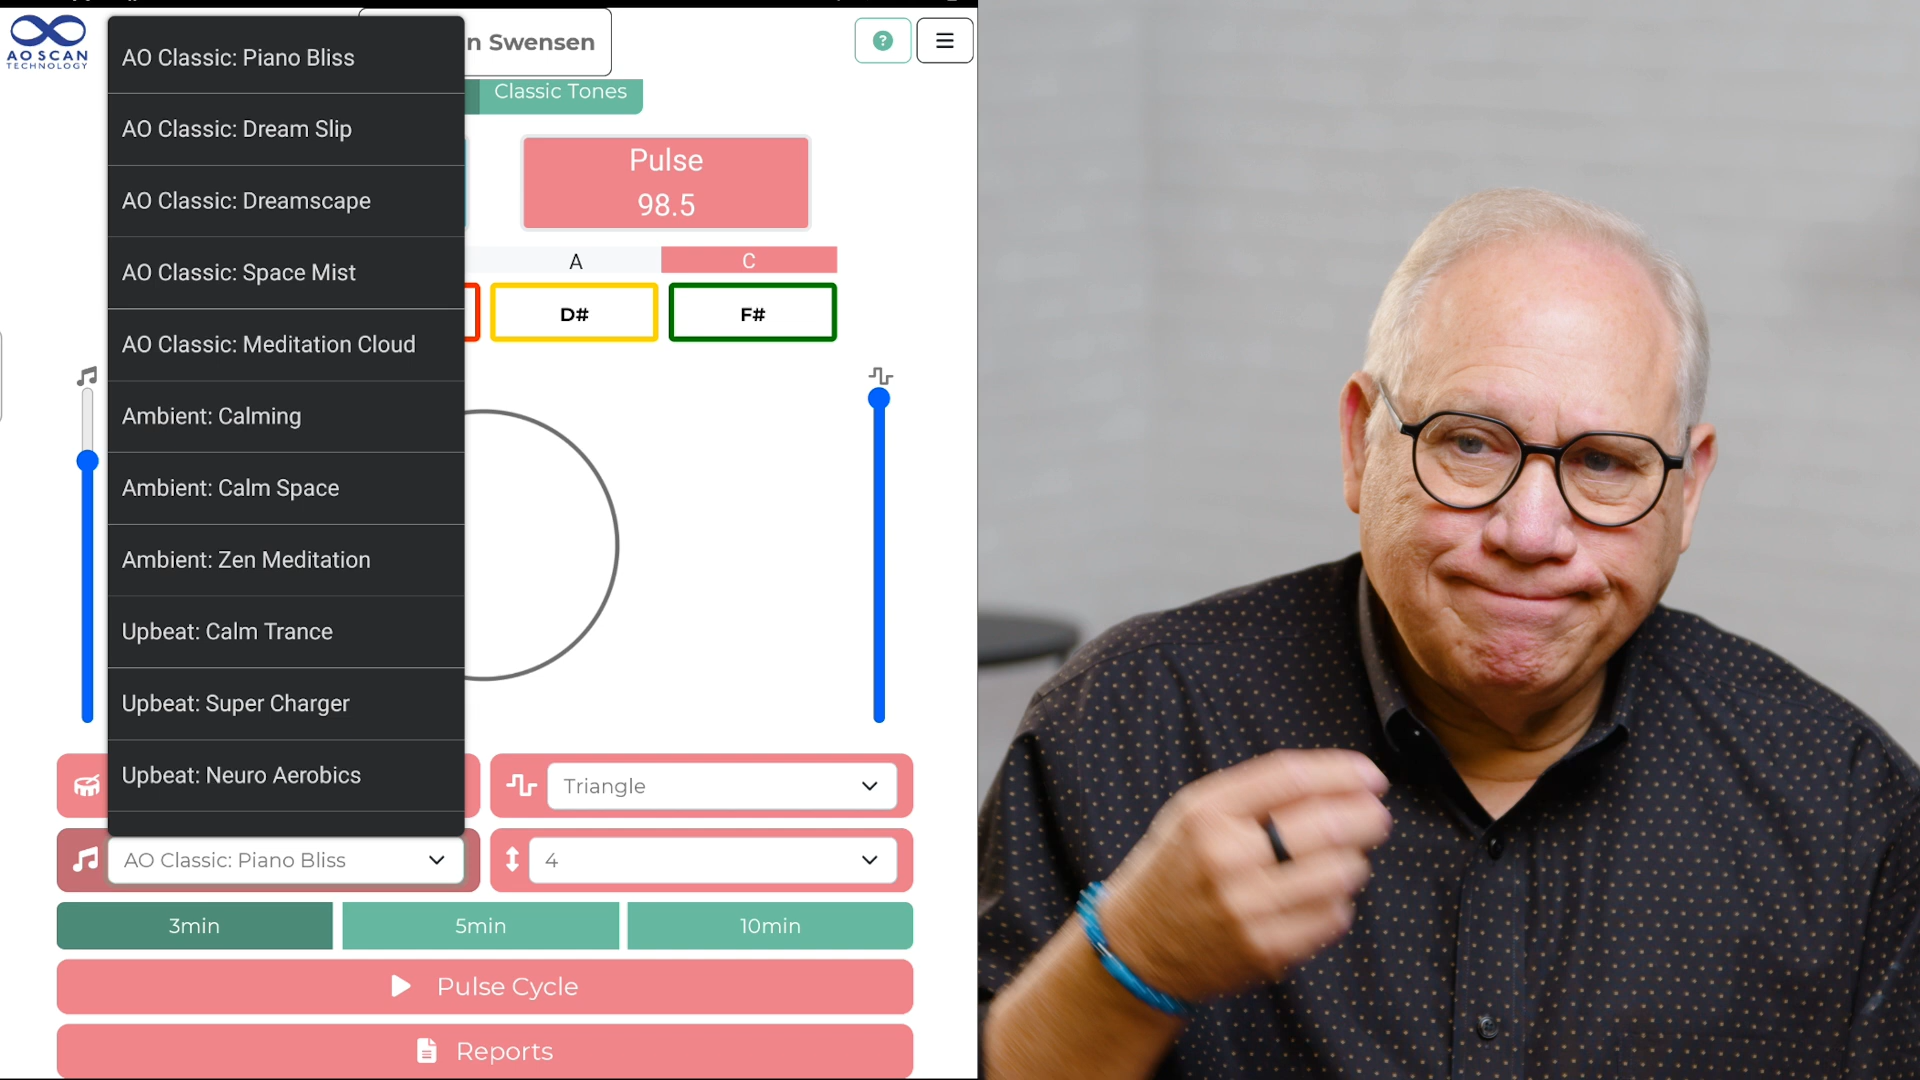 AO SCAN
TECHNOLOGY
n Swensen
?
Classic Tones
AO Classic: Piano Bliss
AO Classic: Dream Slip
AO Classic: Dreamscape
AO Classic: Space Mist
AO Classic: Meditation Cloud
Ambient: Calming
Ambient: Calm Space
Ambient: Zen Meditation
Upbeat: Calm Trance
Upbeat: Super Charger
Upbeat: Neuro Aerobics
Pulse
98.5
A
C
D#
F#
Triangle
AO Classic: Piano Bliss
4
3min
5min
10min
Pulse Cycle
Reports